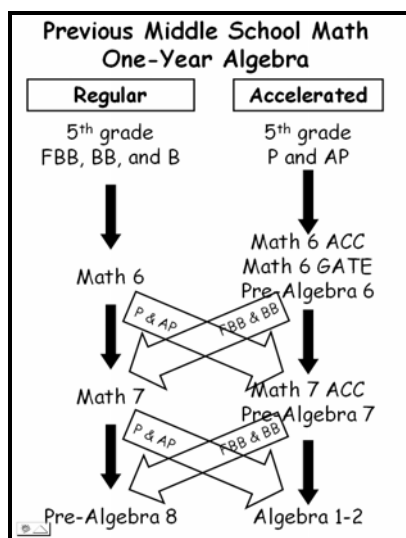 Previous Middle School Math
One-Year Algebra
Regular
Accelerated
5th grade
FBB, BB, and B
5th grade
P and AP
Math 6
Math 6 ACC
Math 6 GATE
Pre-Algebra 6
P & AP
FBB & BB
Math 7
Math 7 ACC
Pre-Algebra 7
P & AP
FBB & BB
Pre-Algebra 8
Algebra 1-2